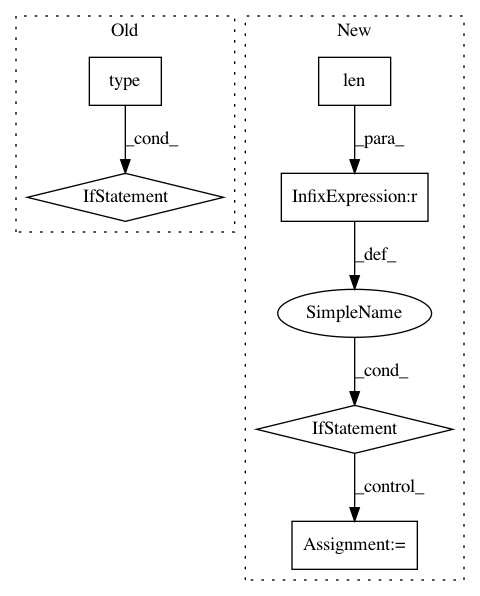 Old
type
_cond_
IfStatement
New
len
_para_
InfixExpression:r
_def_
SimpleName
_cond_
IfStatement
_control_
Assignment:=